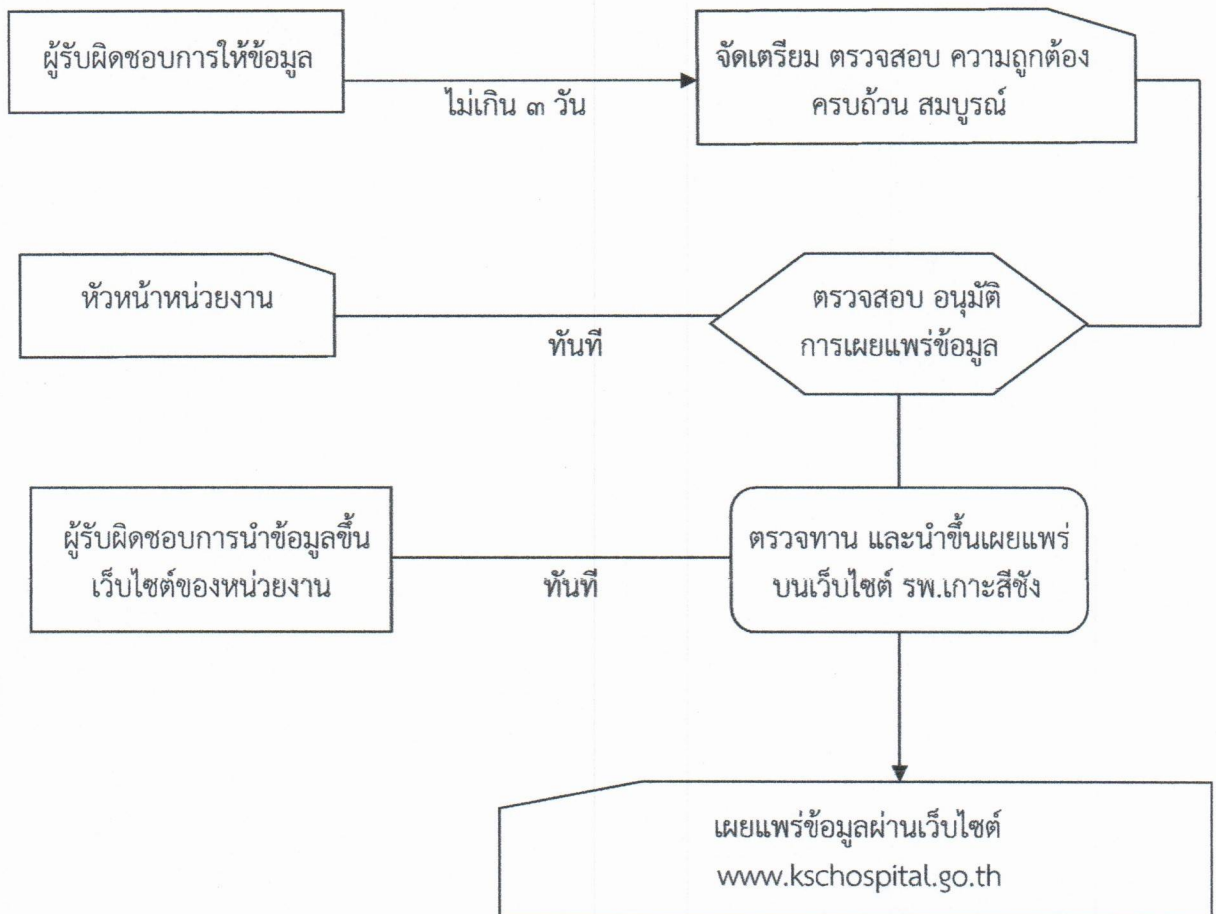 ผู้รับผิดชอบการให้ข้อมูล
ไม่เกิน ๓ วัน
จัดเตรียม ตรวจสอบ ความถูกต้อง
ครบถ้วน สมบูรณ์
หัวหน้าหน่วยงาน
ทันที
ตรวจสอบ อนุมัติ
การเผยแพร่ข้อมูล
ผู้รับผิดชอบการนำข้อมูลขึ้น
เว็บไซต์ของหน่วยงาน
ทันที
ตรวจทาน และนำขึ้นเผยแพร่
บนเว็บไซต์ รพ.เกาะสีชัง
เผยแพร่ข้อมูลผ่านเว็บไซต์
www.kschospital.go.th